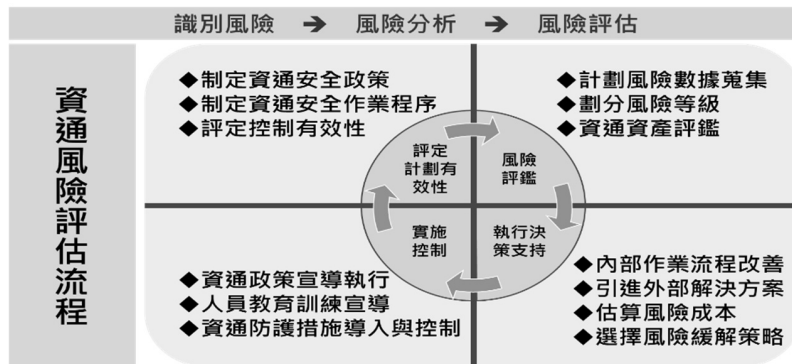 識別風險 → 風險分析 → 風險評估
資通風險評估流程
◆制定資通安全政策
◆制定資通安全作業程序
◆評定控制有效性
◆計劃風險數據蒐集
◆劃分風險等級
◆資通資產評鑑
評定
計劃有
效性
風險
評鑑
實施
控制
執行決
策支持
◆資通政策宣導執行
◆人員教育訓練宣導
◆資通防護措施導入與控制
◆內部作業流程改善
◆引進外部解決方案
◆估算風險成本
◆選擇風險緩解策略